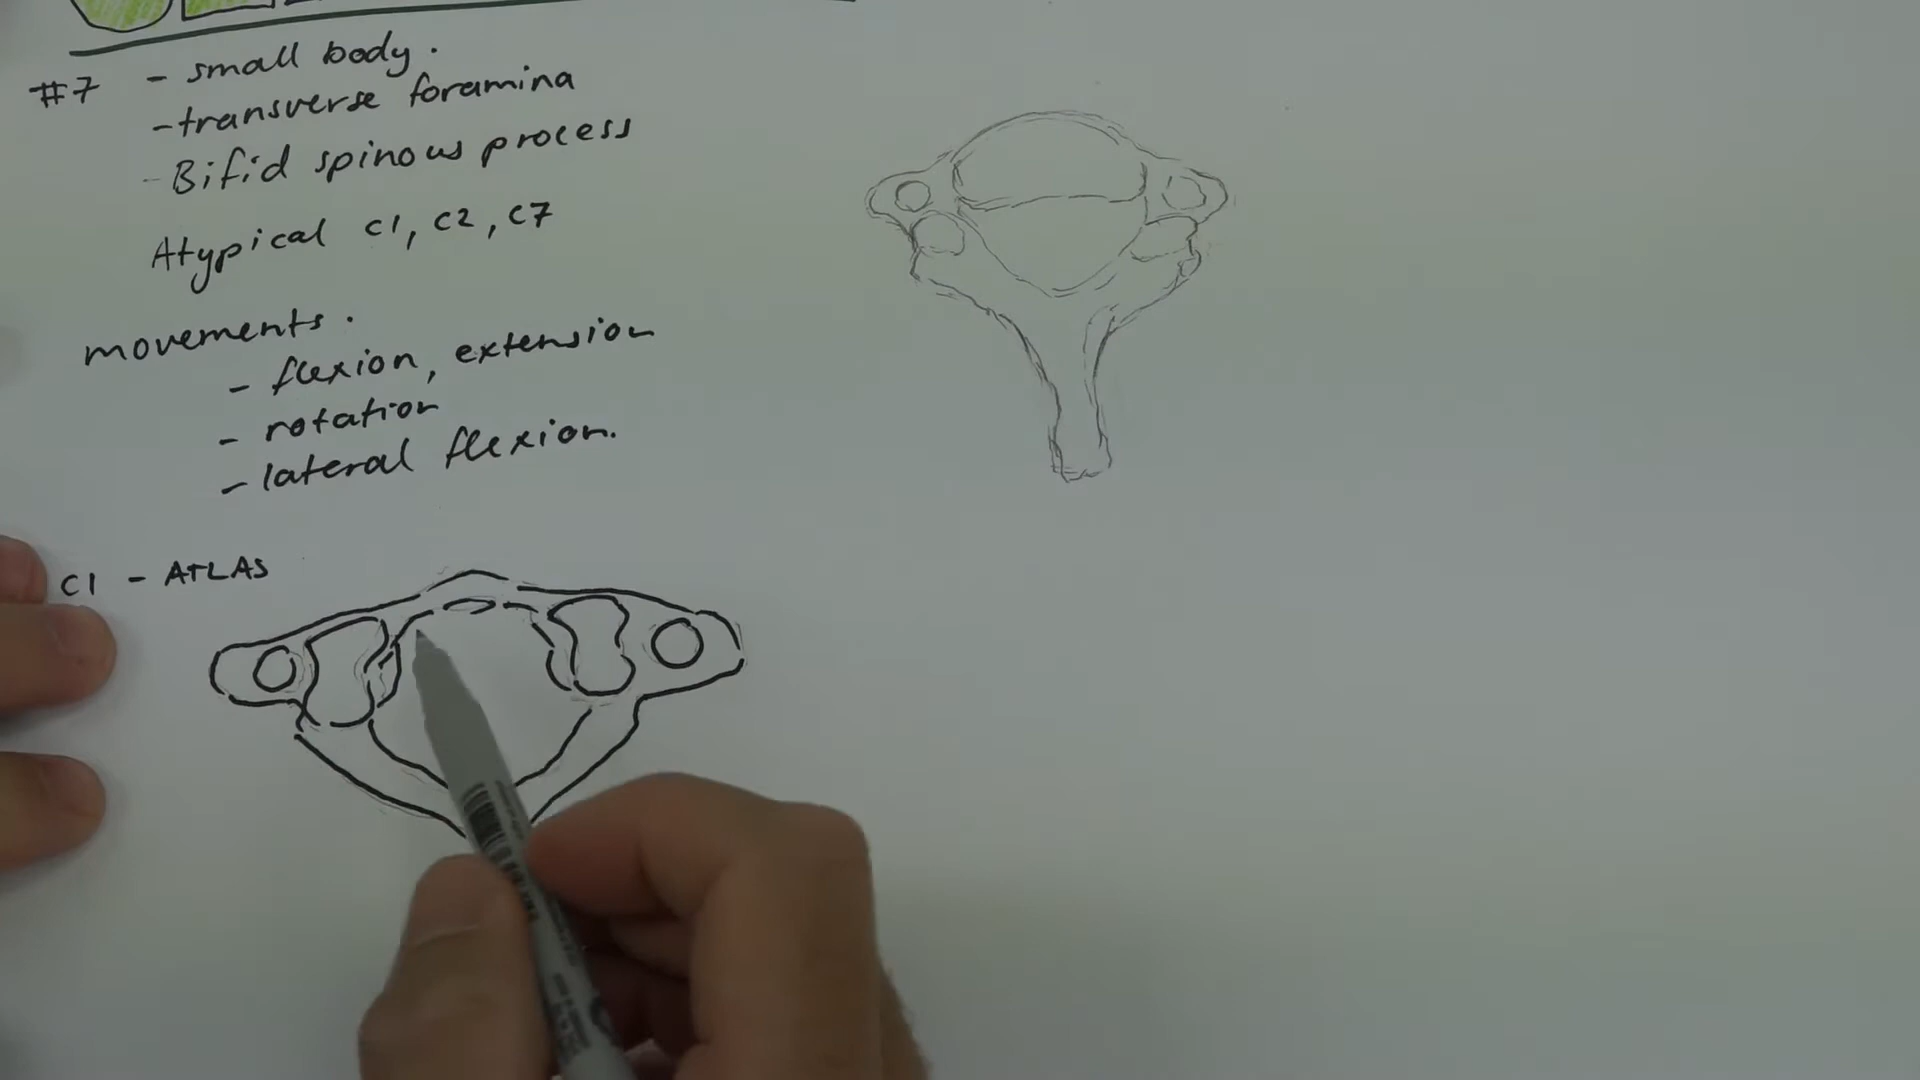 #7 - small body.
- transverse foramina
- Bifid spinous process
Atypical C1, C2, C7
movements.
- flexion, extension
- rotation
- lateral flexion.
C1 - ATLAS